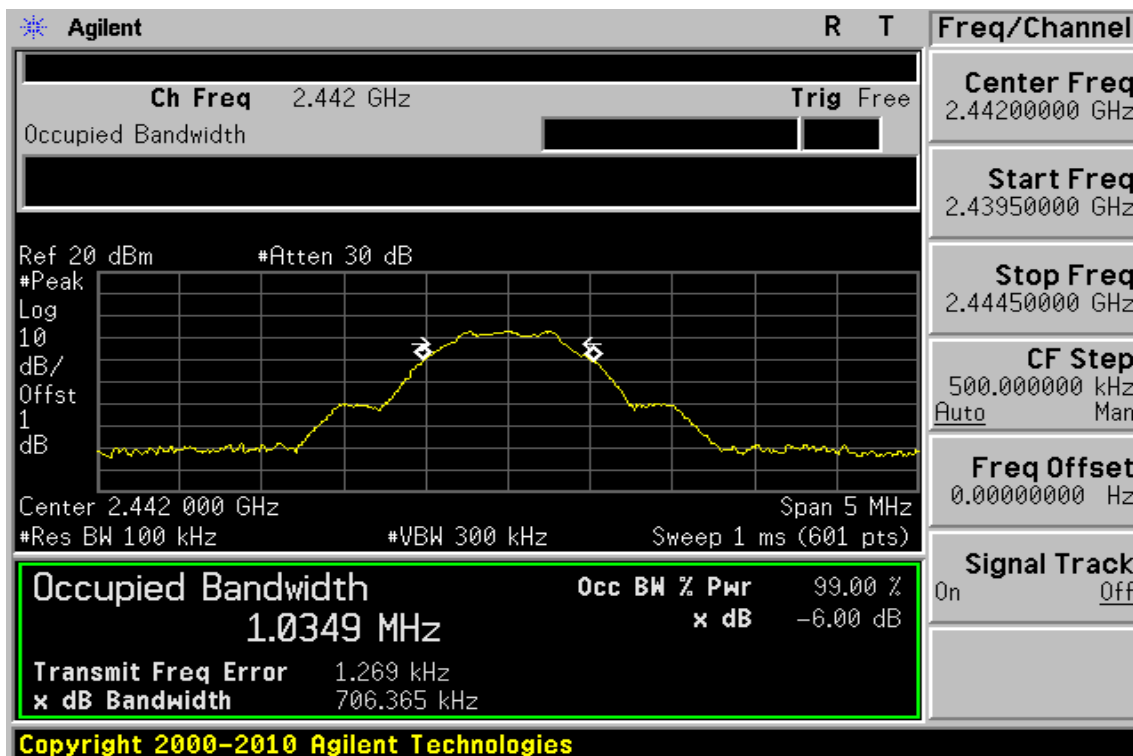 Agilent R T
Ch Freq 2.442 GHz Trig Free
Occupied Bandwidth
Ref 20 dBm #Atten 30 dB
#Peak
Log
10
dB/
Offst
1
dB
Center 2.442 000 GHz Span 5 MHz
#Res BW 100 kHz #VBW 300 kHz Sweep 1 ms (601 pts)
Occupied Bandwidth Occ BW % Pwr 99.00 %
1.0349 MHz x dB -6.00 dB
Transmit Freq Error 1.269 kHz
x dB Bandwidth 706.365 kHz
Copyright 2000-2010 Agilent Technologies
Freq/Channel
Center Freq
2.44200000 GHz
Start Freq
2.43950000 GHz
Stop Freq
2.44450000 GHz
CF Step
500.000000 kHz
Auto Man
Freq Offset
0.00000000 Hz
Signal Track
On Off